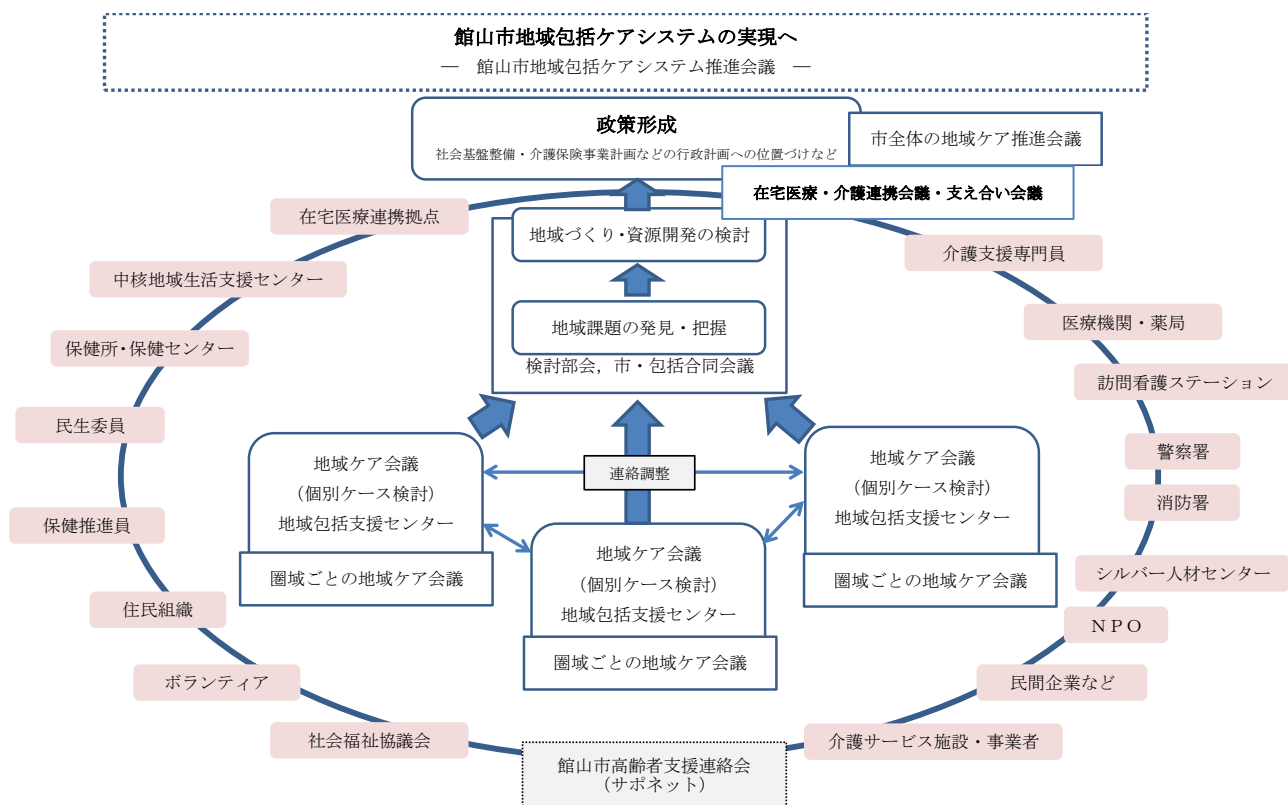 館山市地域包括ケアシステムの実現へ
― 館山市地域包括ケアシステム推進会議 ―
政策形成
社会基盤整備・介護保険事業計画などの行政計画への位置づけなど
市全体の地域ケア推進会議
在宅医療・介護連携会議・支え合い会議
地域づくり・資源開発の検討
地域課題の発見・把握
検討部会，市・包括合同会議
在宅医療連携拠点
中核地域生活支援センター
保健所・保健センター
民生委員
保健推進員
住民組織
ボランティア
社会福祉協議会
介護支援専門員
医療機関・薬局
訪問看護ステーション
警察署
消防署
シルバー人材センター
ＮＰＯ
民間企業など
介護サービス施設・事業者
連絡調整
地域ケア会議
（個別ケース検討）
地域包括支援センター
圏域ごとの地域ケア会議
地域ケア会議
（個別ケース検討）
地域包括支援センター
圏域ごとの地域ケア会議
地域ケア会議
（個別ケース検討）
地域包括支援センター
圏域ごとの地域ケア会議
館山市高齢者支援連絡会
（サポネット）